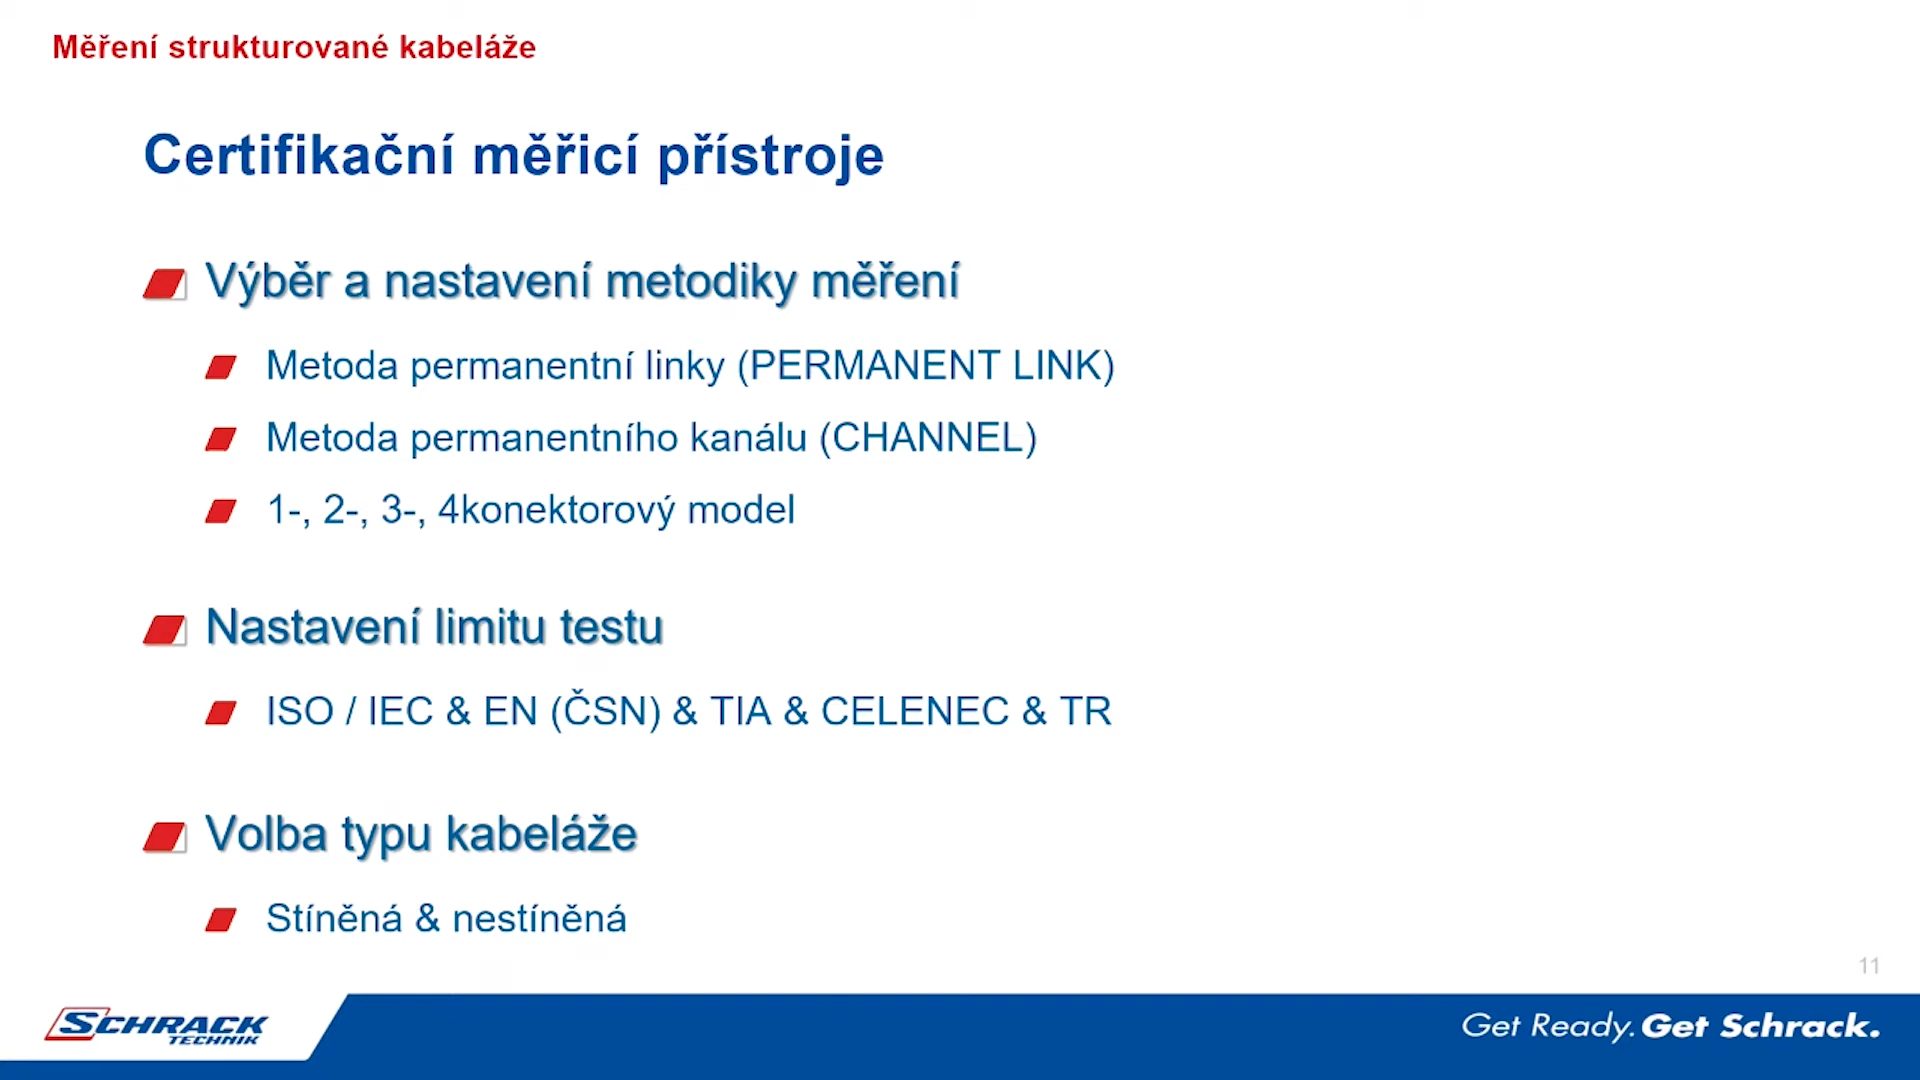 Měření strukturované kabeláže
Certifikační měřicí přístroje
Výběr a nastavení metodiky měření
Metoda permanentní linky (PERMANENT LINK)
Metoda permanentního kanálu (CHANNEL)
1-, 2-, 3-, 4konektorový model
Nastavení limitu testu
ISO / IEC & EN (ČSN) & TIA & CELENEC & TR
Volba typu kabeláže
Stíněná & nestíněná
11
SCHRACK
TECHNIK
Get Ready. Get Schrack.